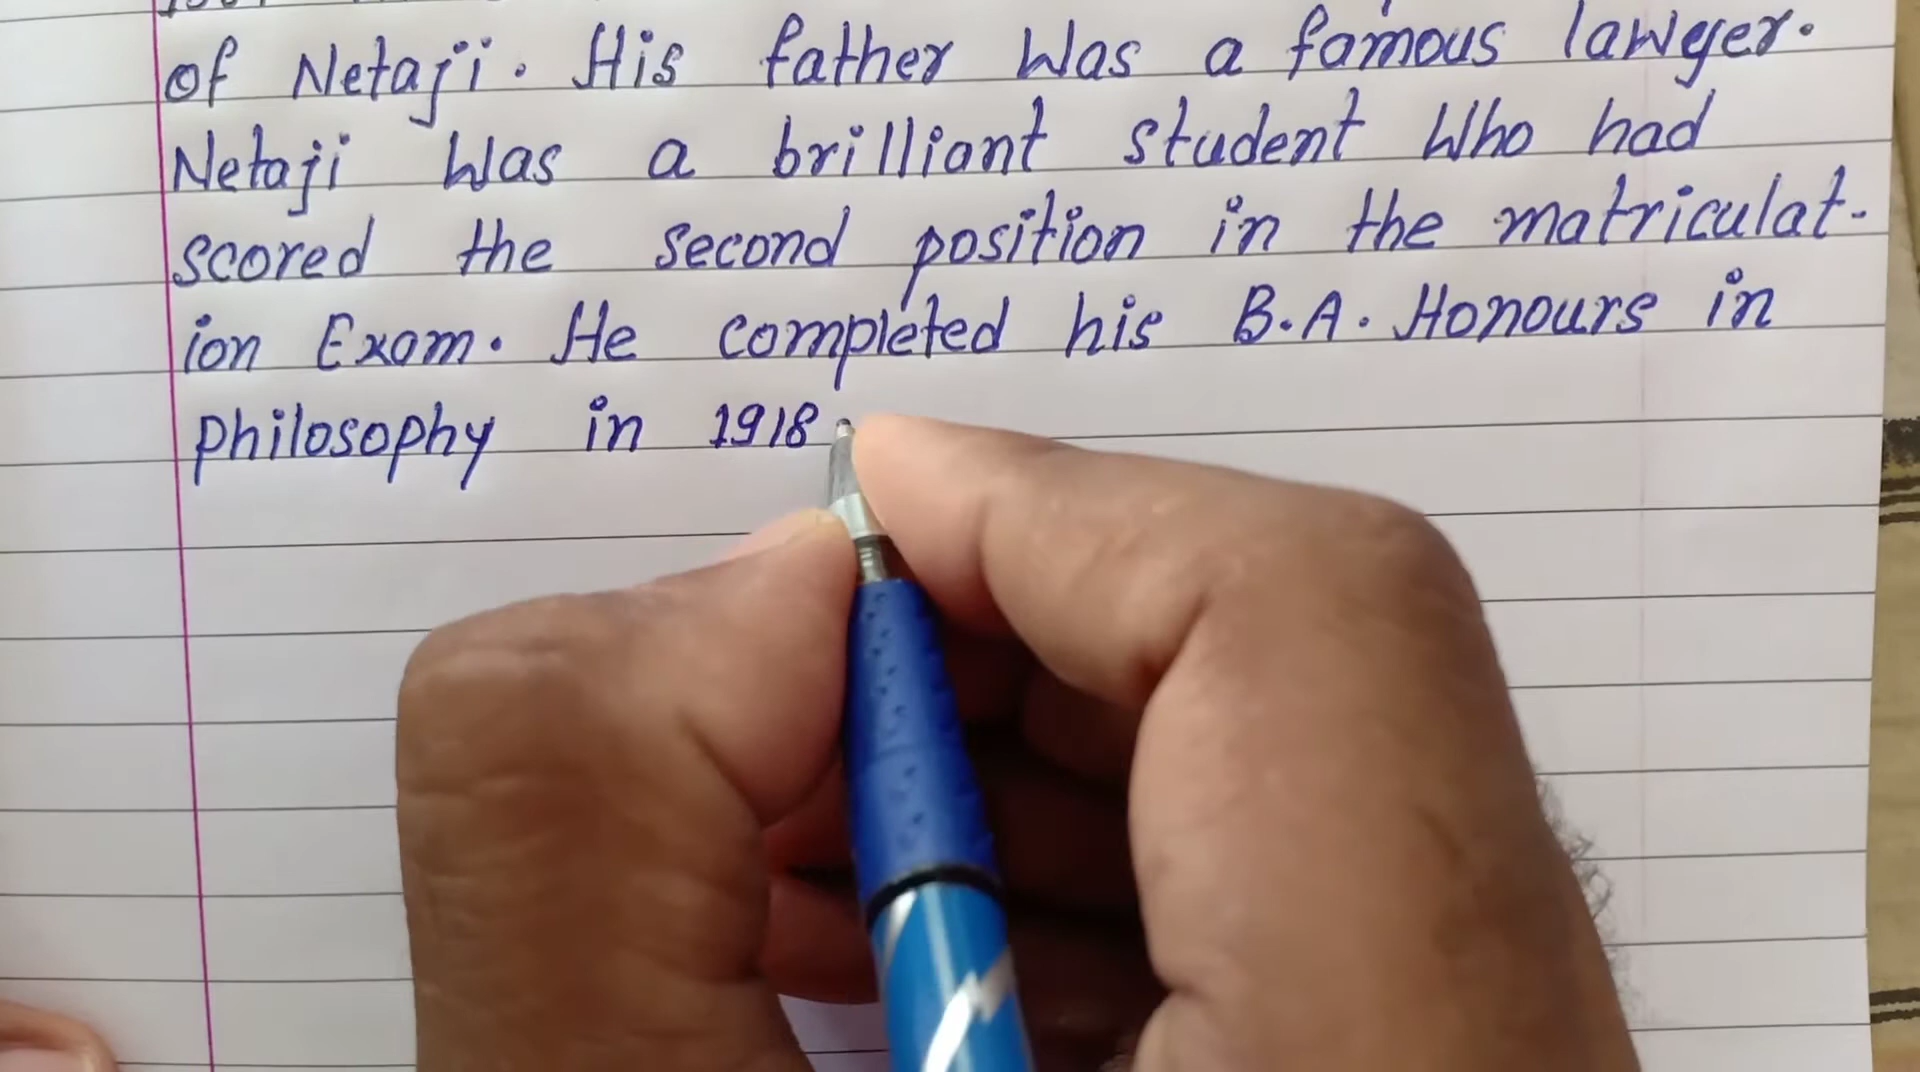 of Netaji. His father was a famous lawyer.
Netaji was a brilliant student who had
scored the second position in the matriculat-
ion Exam. He completed his B.A. Honours in
philosophy in 1918